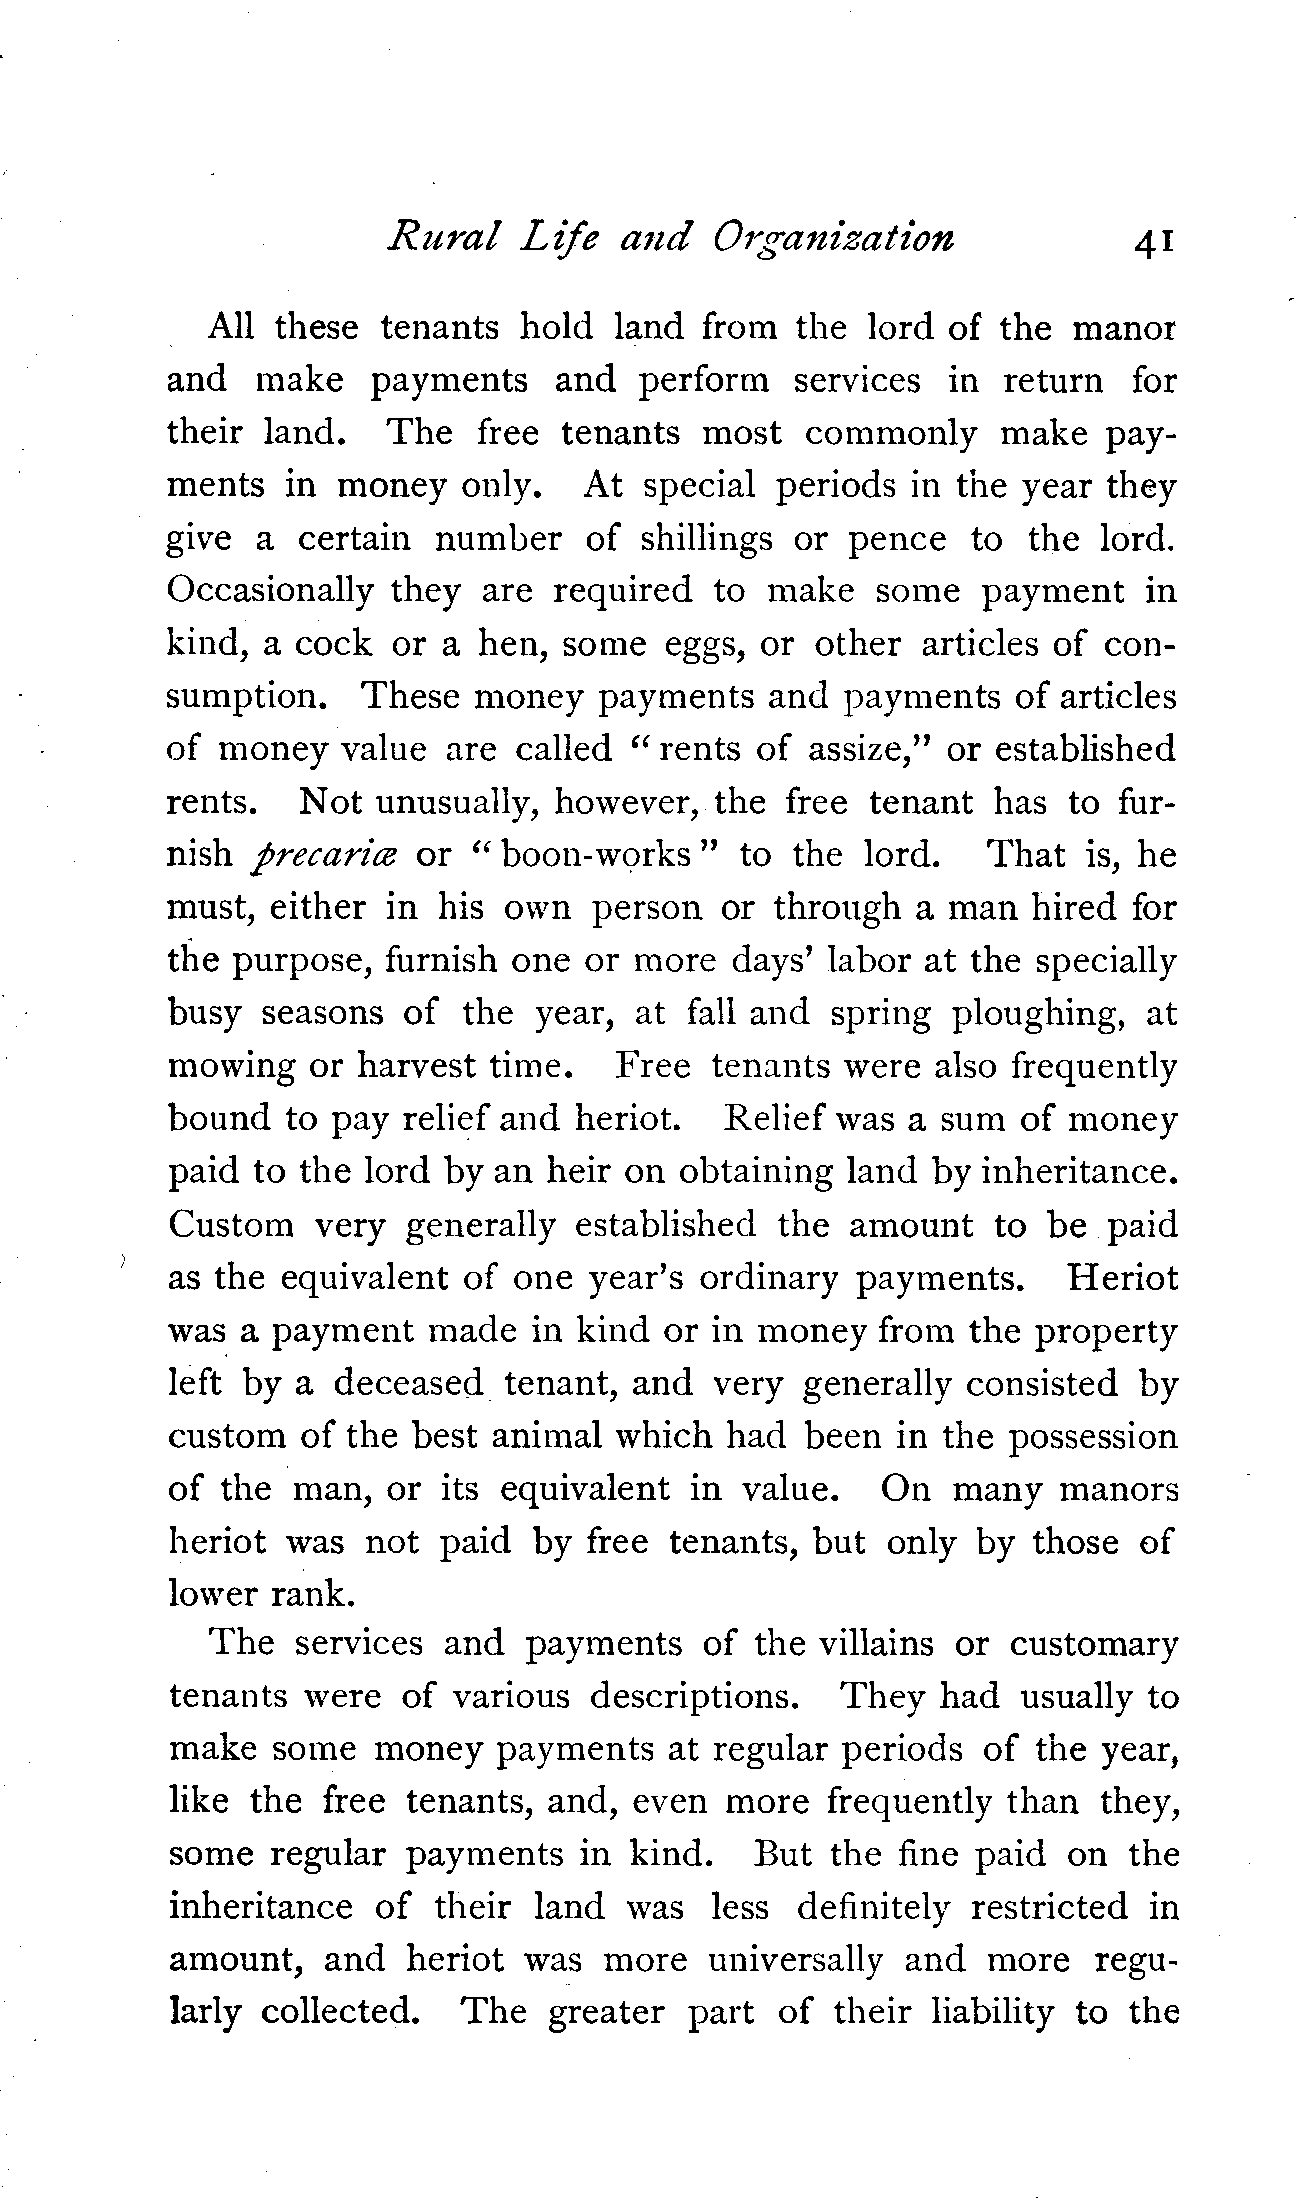 Rural Life and Organization 41
All these tenants hold land from the lord of the manor
and make payments and perform services in return for
their land. The free tenants most commonly make pay-
ments in money only. At special periods in the year they
give a certain number of shillings or pence to the lord.
Occasionally they are required to make some payment in
kind, a cock or a hen, some eggs, or other articles of con-
sumption. These money payments and payments of articles
of money value are called “rents of assize,” or established
rents. Not unusually, however, the free tenant has to fur-
nish precariæ or “boon-works” to the lord. That is, he
must, either in his own person or through a man hired for
the purpose, furnish one or more days’ labor at the specially
busy seasons of the year, at fall and spring ploughing, at
mowing or harvest time. Free tenants were also frequently
bound to pay relief and heriot. Relief was a sum of money
paid to the lord by an heir on obtaining land by inheritance.
Custom very generally established the amount to be paid
as the equivalent of one year’s ordinary payments. Heriot
was a payment made in kind or in money from the property
left by a deceased tenant, and very generally consisted by
custom of the best animal which had been in the possession
of the man, or its equivalent in value. On many manors
heriot was not paid by free tenants, but only by those of
lower rank.
The services and payments of the villains or customary
tenants were of various descriptions. They had usually to
make some money payments at regular periods of the year,
like the free tenants, and, even more frequently than they,
some regular payments in kind. But the fine paid on the
inheritance of their land was less definitely restricted in
amount, and heriot was more universally and more regu-
larly collected. The greater part of their liability to the